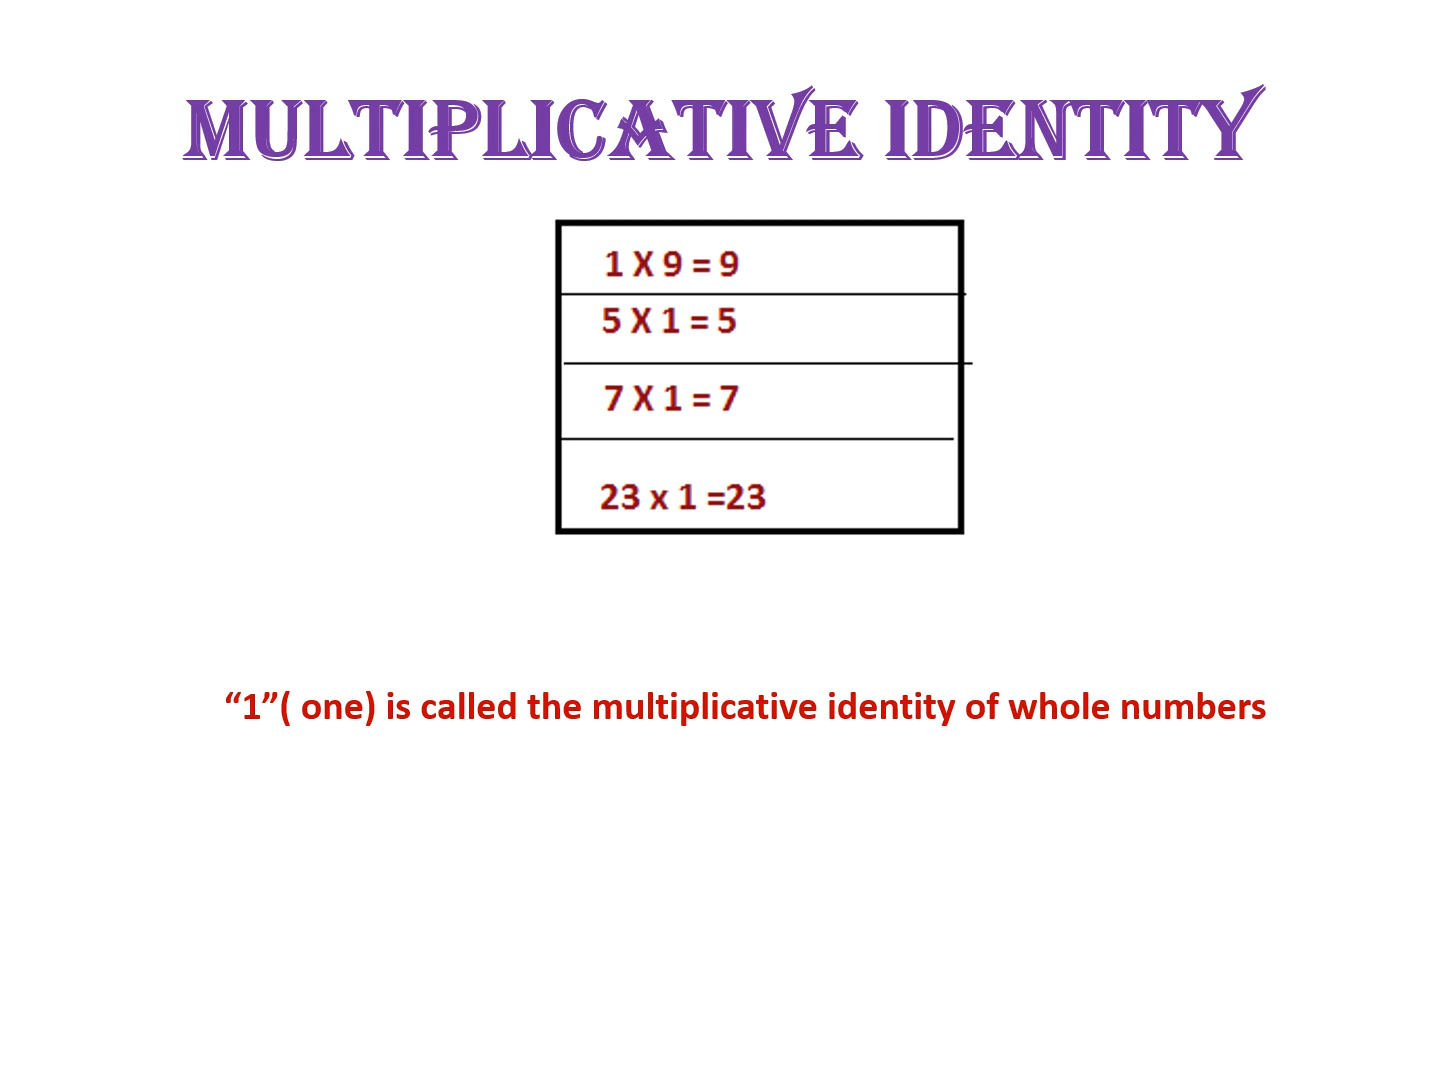 MULTIPLICATIVE IDENTITY
1 X 9 = 9
5 X 1 = 5
7 X 1 = 7
23 x 1 =23
“1”( one) is called the multiplicative identity of whole numbers